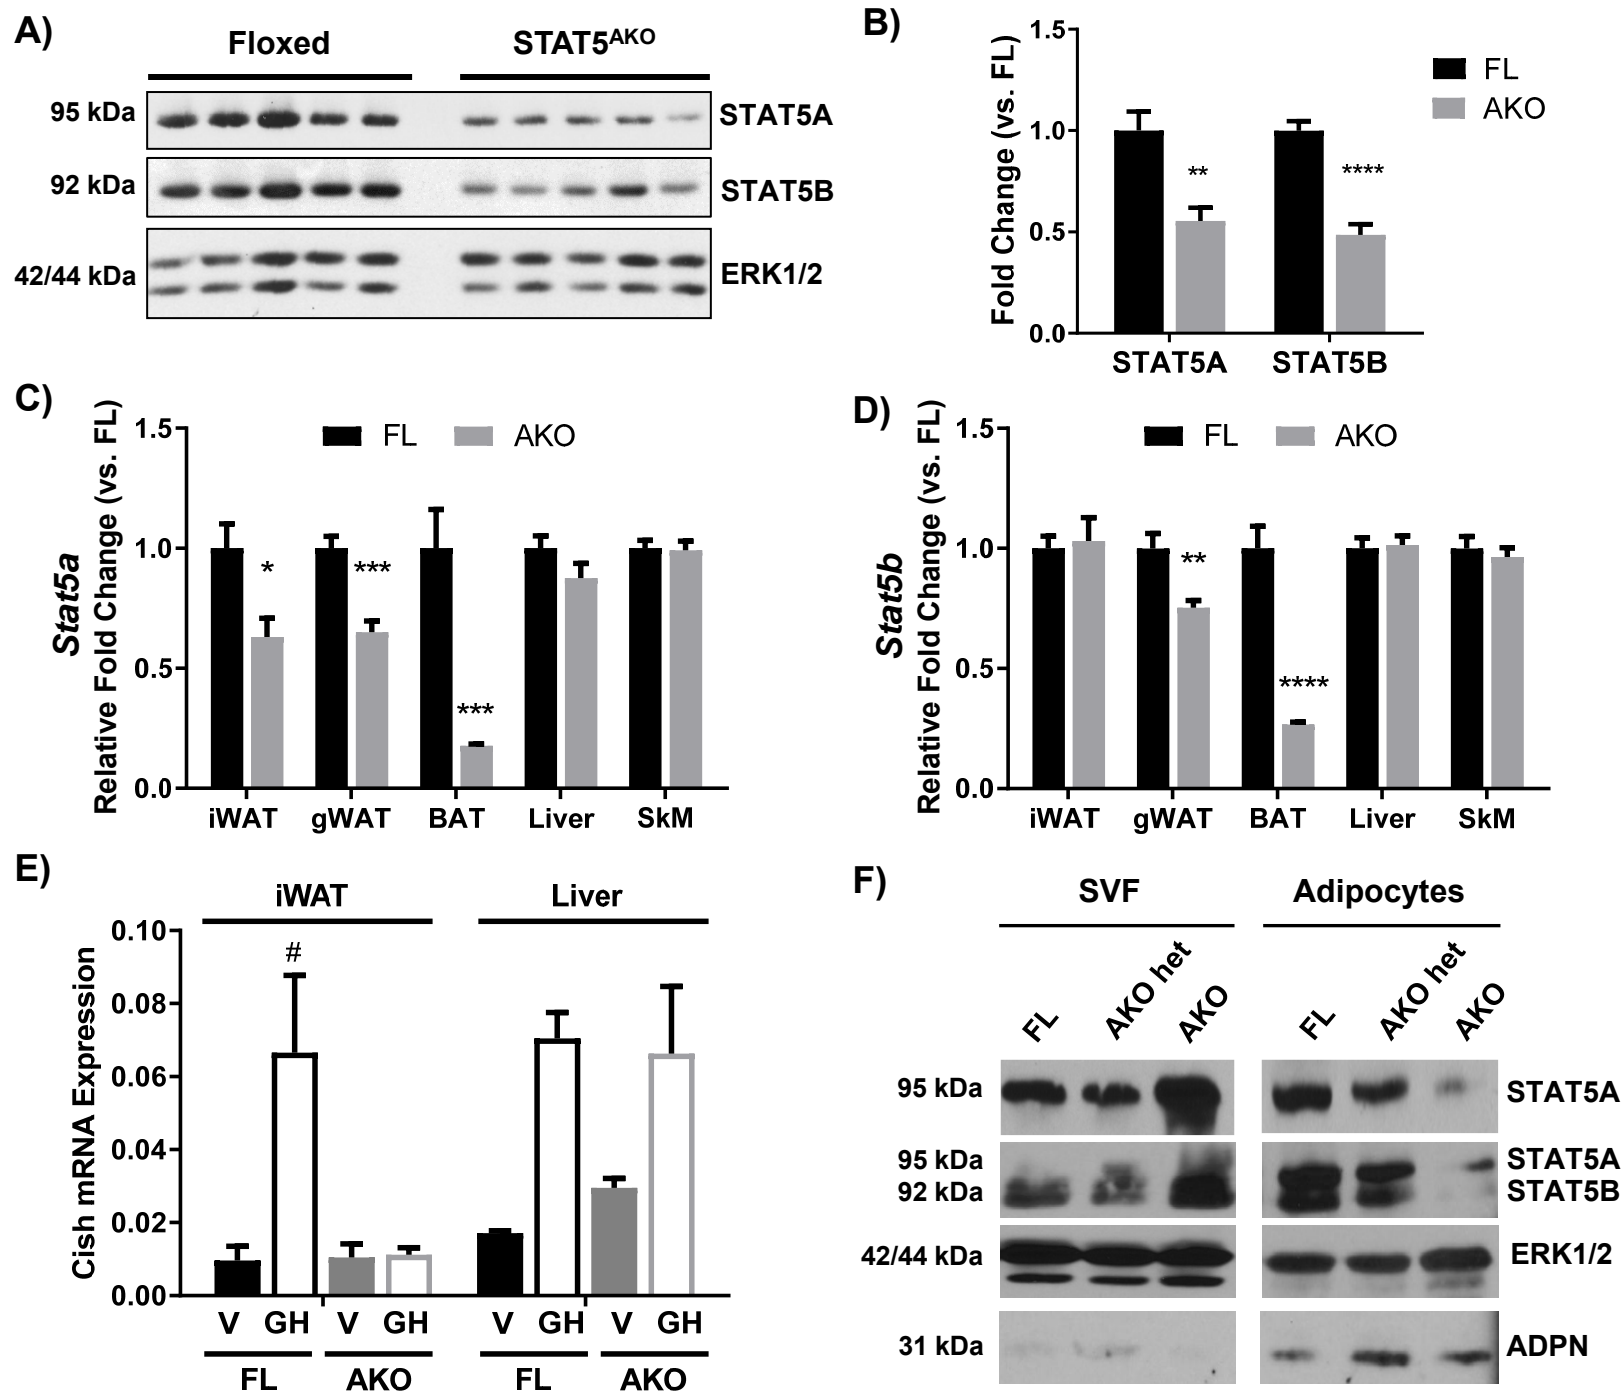 A)
Floxed STAT5AKO
95 kDa STAT5A
92 kDa STAT5B
42/44 kDa ERK1/2
B)
Fold Change (vs. FL)
1.5
1.0
0.5
0.0
** ****
STAT5A STAT5B
FL
AKO
C)
Stat5a
Relative Fold Change (vs. FL)
FL AKO
1.5
1.0
0.5
0.0
* *** ***
iWAT gWAT BAT Liver SkM
D)
Stat5b
Relative Fold Change (vs. FL)
FL AKO
1.5
1.0
0.5
0.0
** ****
iWAT gWAT BAT Liver SkM
E)
iWAT Liver
Cish mRNA Expression
0.10
0.08
0.06
0.04
0.02
0.00
#
V GH V GH V GH V GH
FL AKO FL AKO
F)
SVF Adipocytes
FL AKO het AKO FL AKO het AKO
95 kDa STAT5A
95 kDa STAT5A
92 kDa STAT5B
42/44 kDa ERK1/2
31 kDa ADPN